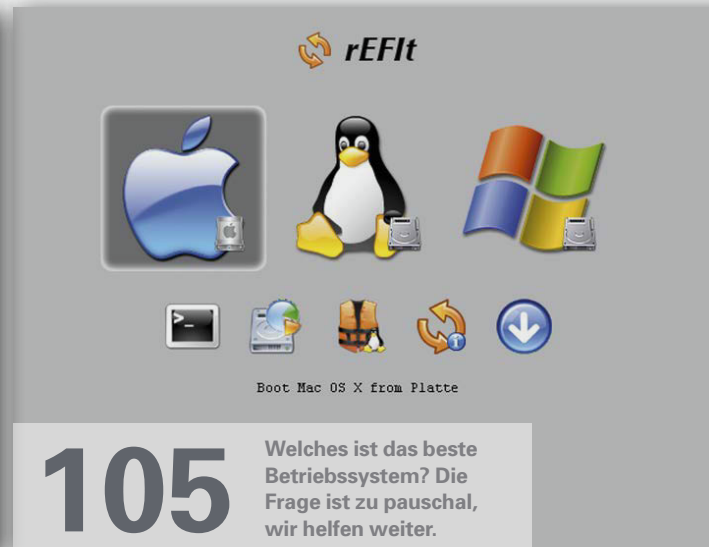 rEFIt
>_
Boot Mac OS X from Platte
105
Welches ist das beste
Betriebssystem? Die
Frage ist zu pauschal,
wir helfen weiter.